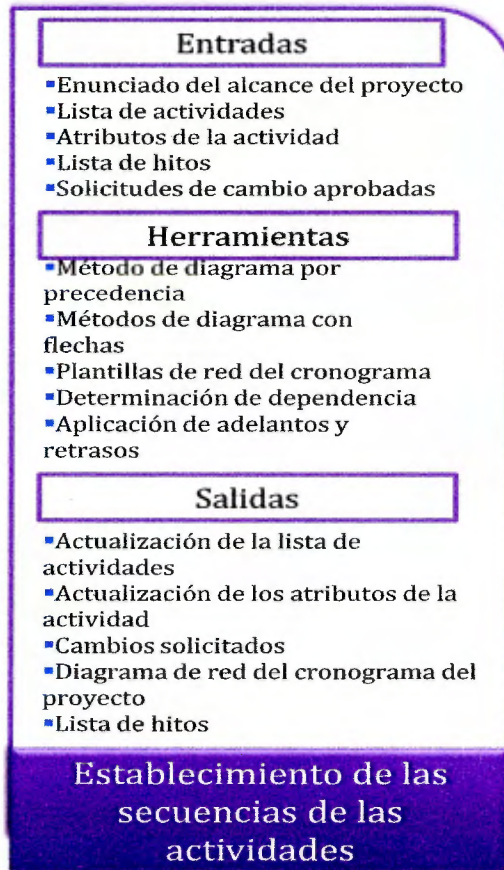 Entradas
▪Enunciado del alcance del proyecto
▪Lista de actividades
▪Atributos de la actividad
▪Lista de hitos
▪Solicitudes de cambio aprobadas
Herramientas
▪Método de diagrama por
precedencia
▪Métodos de diagrama con
flechas
▪Plantillas de red del cronograma
▪Determinación de dependencia
▪Aplicación de adelantos y
retrasos
Salidas
▪Actualización de la lista de
actividades
▪Actualización de los atributos de la
actividad
▪Cambios solicitados
▪Diagrama de red del cronograma del
proyecto
▪Lista de hitos
Establecimiento de las
secuencias de las
actividades